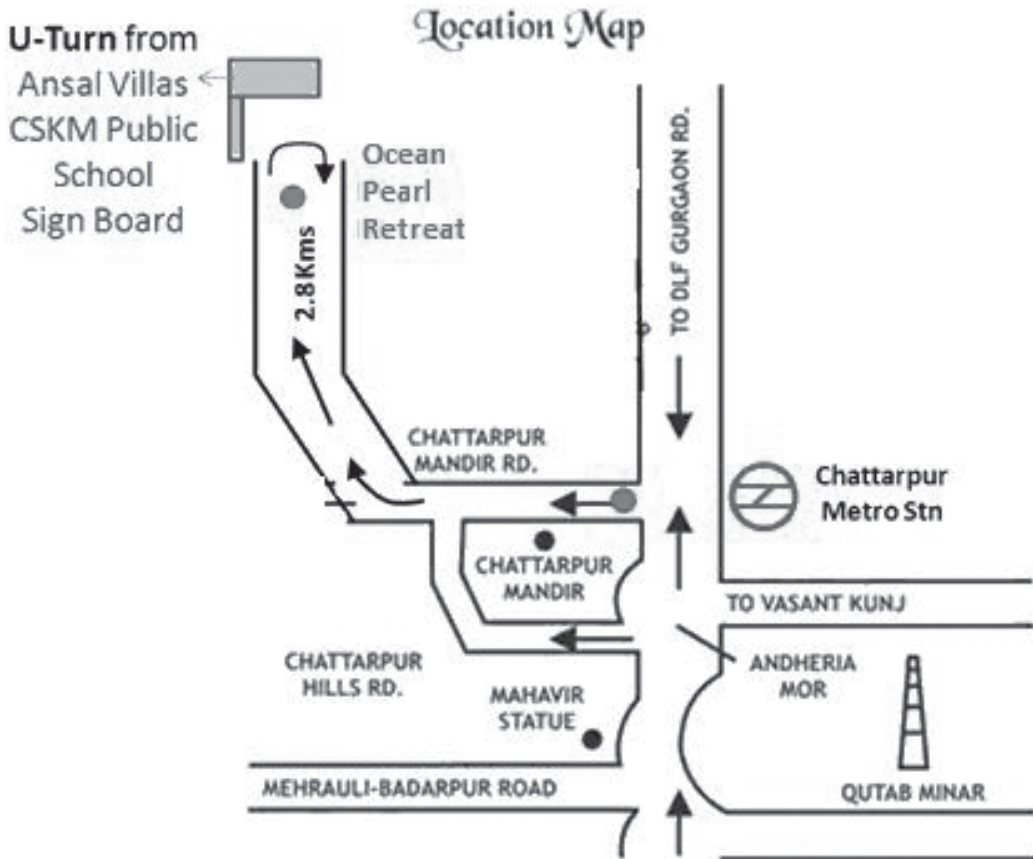 Location Map
U-Turn from
Ansal Villas
CSKM Public
School
Sign Board
Ocean
Pearl
Retreat
2.8Kms
TO DLF GURGAON RD.
CHATTARPUR
MANDIR RD.
Chattarpur
Metro Stn
CHATTARPUR
MANDIR
TO VASANT KUNJ
CHATTARPUR
HILLS RD.
ANDHERIA
MOR
MAHAVIR
STATUE
MEHRAULI-BADARPUR ROAD
QUTAB MINAR